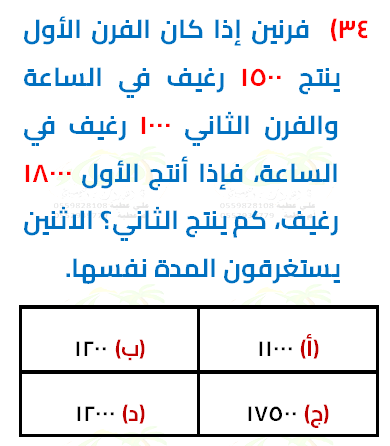 ٣٤) فرنين إذا كان الفرن الأول
ينتج ١٥٠٠ رغيف في الساعة
والفرن الثاني ١٠٠٠ رغيف في
الساعة، فإذا أنتج الأول ١٨٠٠٠
رغيف، كم ينتج الثاني؟ الاثنين
يستغرقون المدة نفسها.
(أ) ١١٠٠٠
(ب) ١٢٠٠
(ج) ١٧٥٠٠
(د) ١٢٠٠٠